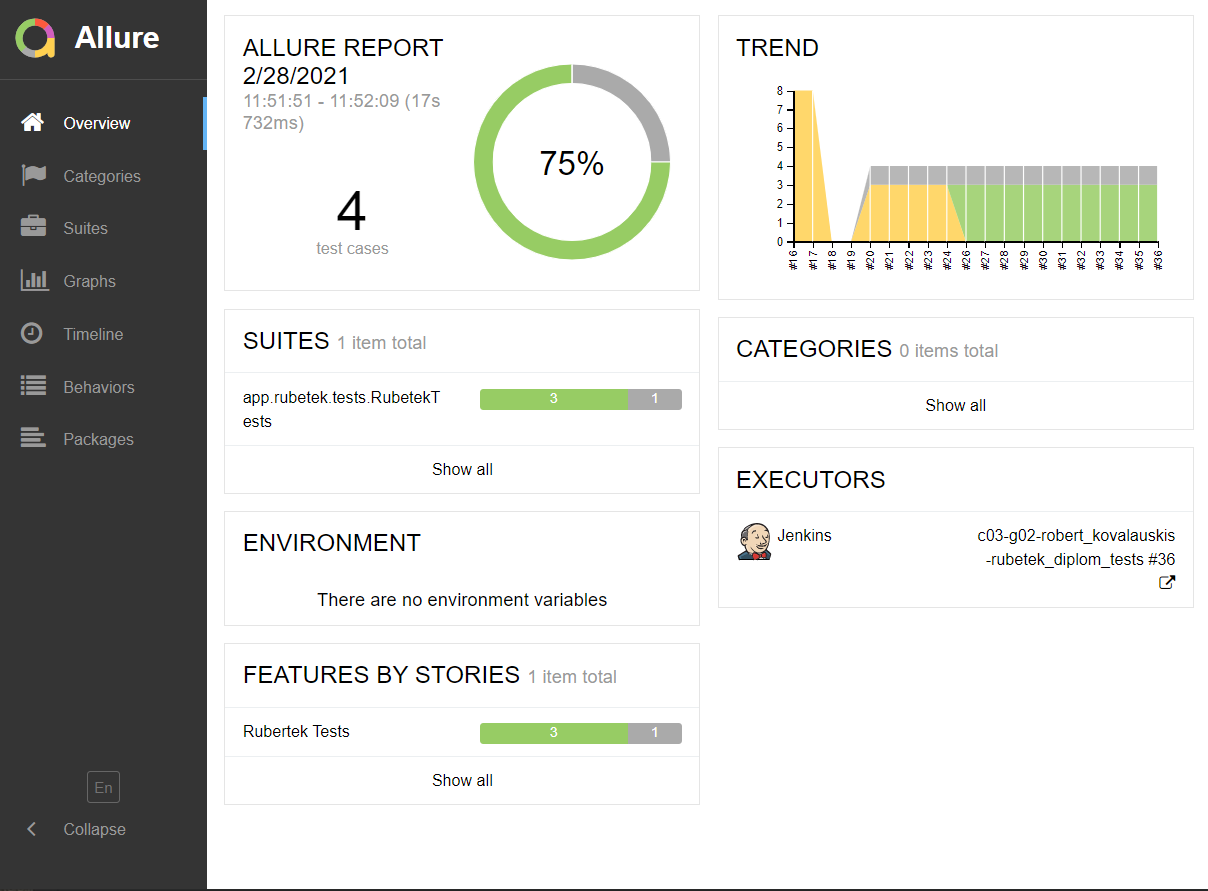 Allure
Overview
Categories
Suites
Graphs
Timeline
Behaviors
Packages
En
Collapse
ALLURE REPORT
2/28/2021
11:51:51 - 11:52:09 (17s
732ms)
4
test cases
75%
SUITES 1 item total
app.rubetek.tests.RubetekT
ests
3 1
Show all
ENVIRONMENT
There are no environment variables
FEATURES BY STORIES 1 item total
Rubertek Tests
3 1
Show all
TREND
8
7
6
5
4
3
2
1
0
#16 #17 #18 #19 #20 #21 #22 #23 #24 #26 #27 #28 #29 #30 #31 #32 #33 #34 #35 #36
CATEGORIES 0 items total
Show all
EXECUTORS
Jenkins
c03-g02-robert_kovalauskis
-rubetek_diplom_tests #36